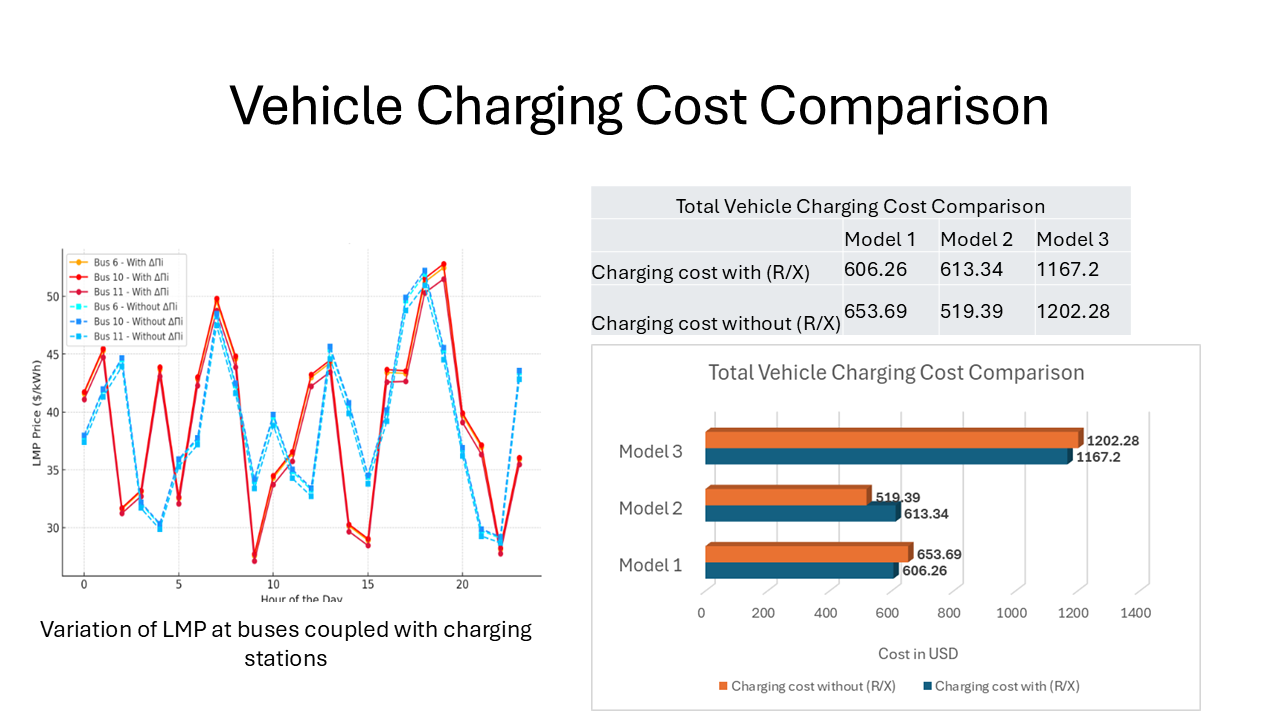 Vehicle Charging Cost Comparison
Bus 6 - With ΔΠi
Bus 10 - With ΔΠi
Bus 11 - With ΔΠi
Bus 6 - Without ΔΠi
Bus 10 - Without ΔΠi
Bus 11 - Without ΔΠi
LMP Price ($/kWh)
50
45
40
35
30
0 5 10 15 20
Hour of the Day
Variation of LMP at buses coupled with charging
stations
Total Vehicle Charging Cost Comparison
Model 1 Model 2 Model 3
Charging cost with (R/X) 606.26 613.34 1167.2
Charging cost without (R/X) 653.69 519.39 1202.28
Total Vehicle Charging Cost Comparison
Model 3
1202.28
1167.2
Model 2
519.39
613.34
Model 1
653.69
606.26
0 200 400 600 800 1000 1200 1400
Cost in USD
Charging cost without (R/X) Charging cost with (R/X)